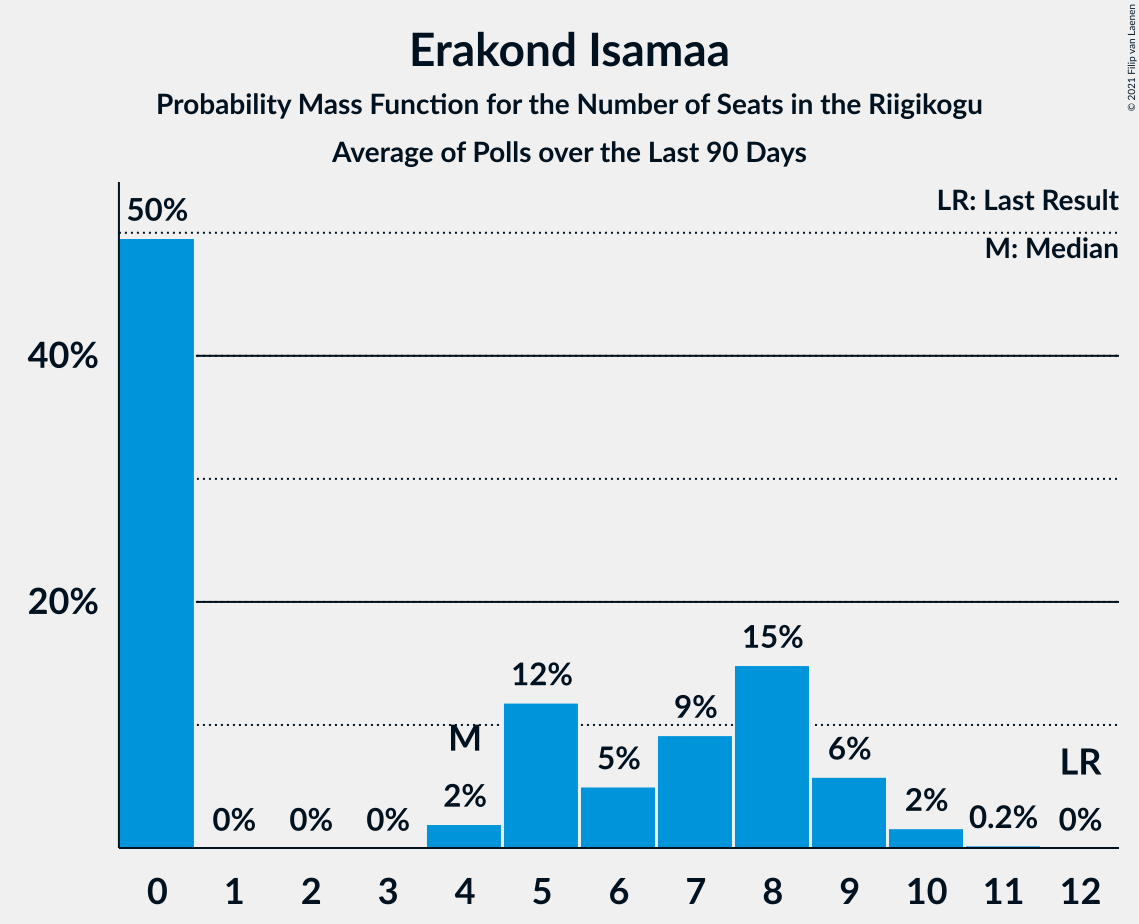 Erakond Isamaa
Probability Mass Function for the Number of Seats in the Riigikogu
Average of Polls over the Last 90 Days
© 2021 Filip van Laenen
LR: Last Result
M: Median
50%
40%
20%
0%
0%
0%
M
2%
12%
5%
9%
15%
6%
2%
0.2%
LR
0%
0 1 2 3 4 5 6 7 8 9 10 11 12